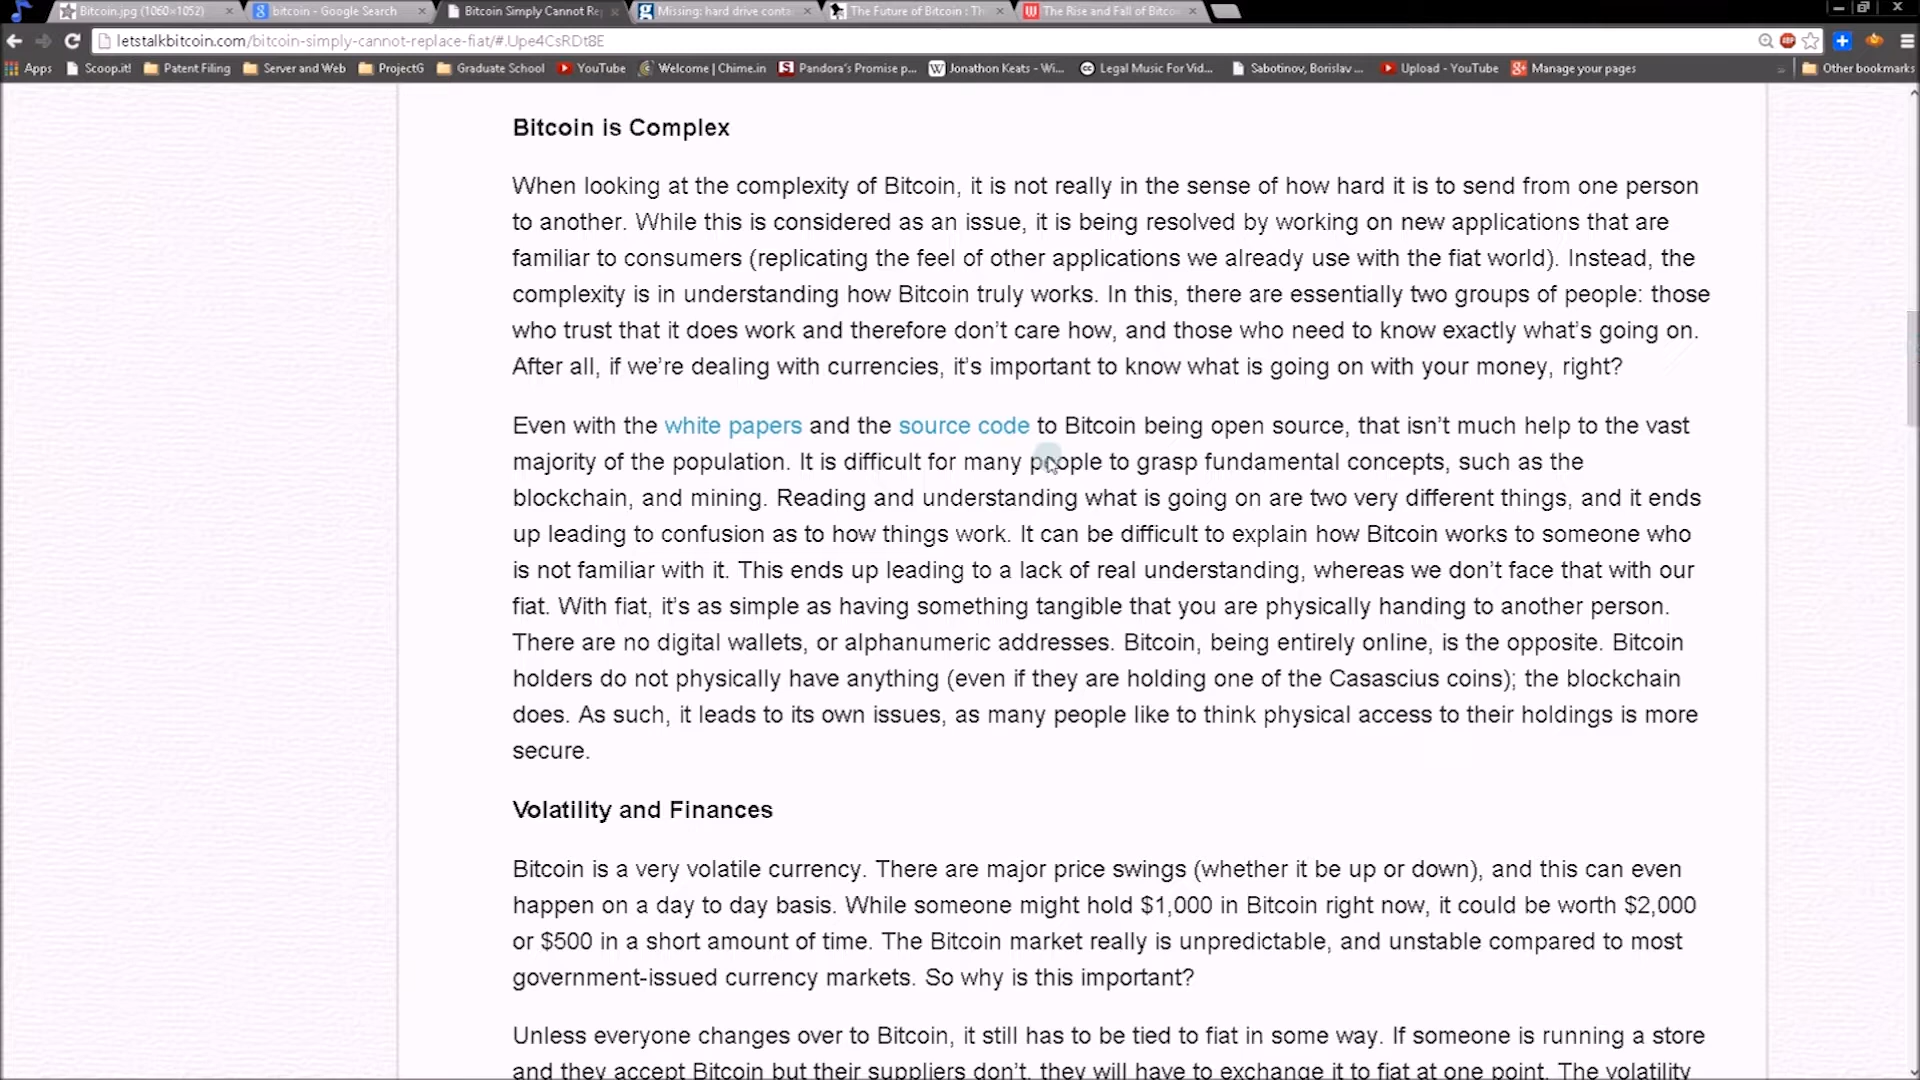 Bitcoin.jpg (1060×1052)
bitcoin - Google Search
Bitcoin Simply Cannot Re
Missing: hard drive conta
The Future of Bitcoin : Th
The Rise and Fall of Bitco
letstalkbitcoin.com/bitcoin-simply-cannot-replace-fiat/#.Upe4CsRDt8E
Apps Scoop.it! Patent Filing Server and Web ProjectG Graduate School YouTube Welcome | Chime.in Pandora's Promise p... Jonathon Keats - Wi... Legal Music For Vid... Sabotinov, Borislav ... Upload - YouTube Manage your pages » Other bookmarks
Bitcoin is Complex
When looking at the complexity of Bitcoin, it is not really in the sense of how hard it is to send from one person
to another. While this is considered as an issue, it is being resolved by working on new applications that are
familiar to consumers (replicating the feel of other applications we already use with the fiat world). Instead, the
complexity is in understanding how Bitcoin truly works. In this, there are essentially two groups of people: those
who trust that it does work and therefore don't care how, and those who need to know exactly what's going on.
After all, if we're dealing with currencies, it's important to know what is going on with your money, right?
Even with the white papers and the source code to Bitcoin being open source, that isn't much help to the vast
majority of the population. It is difficult for many people to grasp fundamental concepts, such as the
blockchain, and mining. Reading and understanding what is going on are two very different things, and it ends
up leading to confusion as to how things work. It can be difficult to explain how Bitcoin works to someone who
is not familiar with it. This ends up leading to a lack of real understanding, whereas we don't face that with our
fiat. With fiat, it's as simple as having something tangible that you are physically handing to another person.
There are no digital wallets, or alphanumeric addresses. Bitcoin, being entirely online, is the opposite. Bitcoin
holders do not physically have anything (even if they are holding one of the Casascius coins); the blockchain
does. As such, it leads to its own issues, as many people like to think physical access to their holdings is more
secure.
Volatility and Finances
Bitcoin is a very volatile currency. There are major price swings (whether it be up or down), and this can even
happen on a day to day basis. While someone might hold $1,000 in Bitcoin right now, it could be worth $2,000
or $500 in a short amount of time. The Bitcoin market really is unpredictable, and unstable compared to most
government-issued currency markets. So why is this important?
Unless everyone changes over to Bitcoin, it still has to be tied to fiat in some way. If someone is running a store
and they accept Bitcoin but their suppliers don't, they will have to exchange it to fiat at one point. The volatility